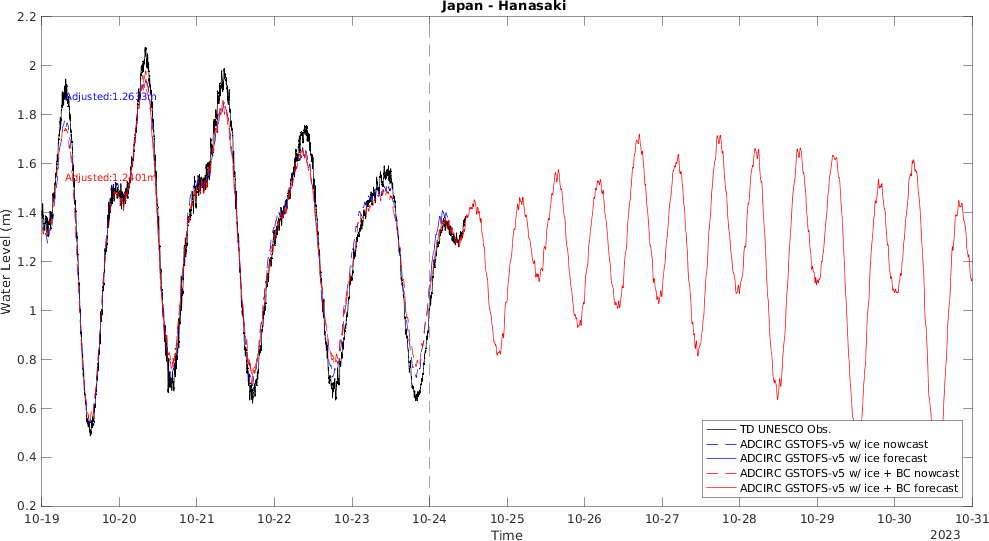 Japan - Hanasaki
2.2
2
1.8
1.6
1.4
1.2
1
0.8
0.6
0.4
0.2
Water Level (m)
Adjusted:1.2633m
Adjusted:1.2401m
TD UNESCO Obs.
ADCIRC GSTOFS-v5 w/ ice nowcast
ADCIRC GSTOFS-v5 w/ ice forecast
ADCIRC GSTOFS-v5 w/ ice + BC nowcast
ADCIRC GSTOFS-v5 w/ ice + BC forecast
10-19 10-20 10-21 10-22 10-23 10-24 10-25 10-26 10-27 10-28 10-29 10-30 10-31
Time
2023